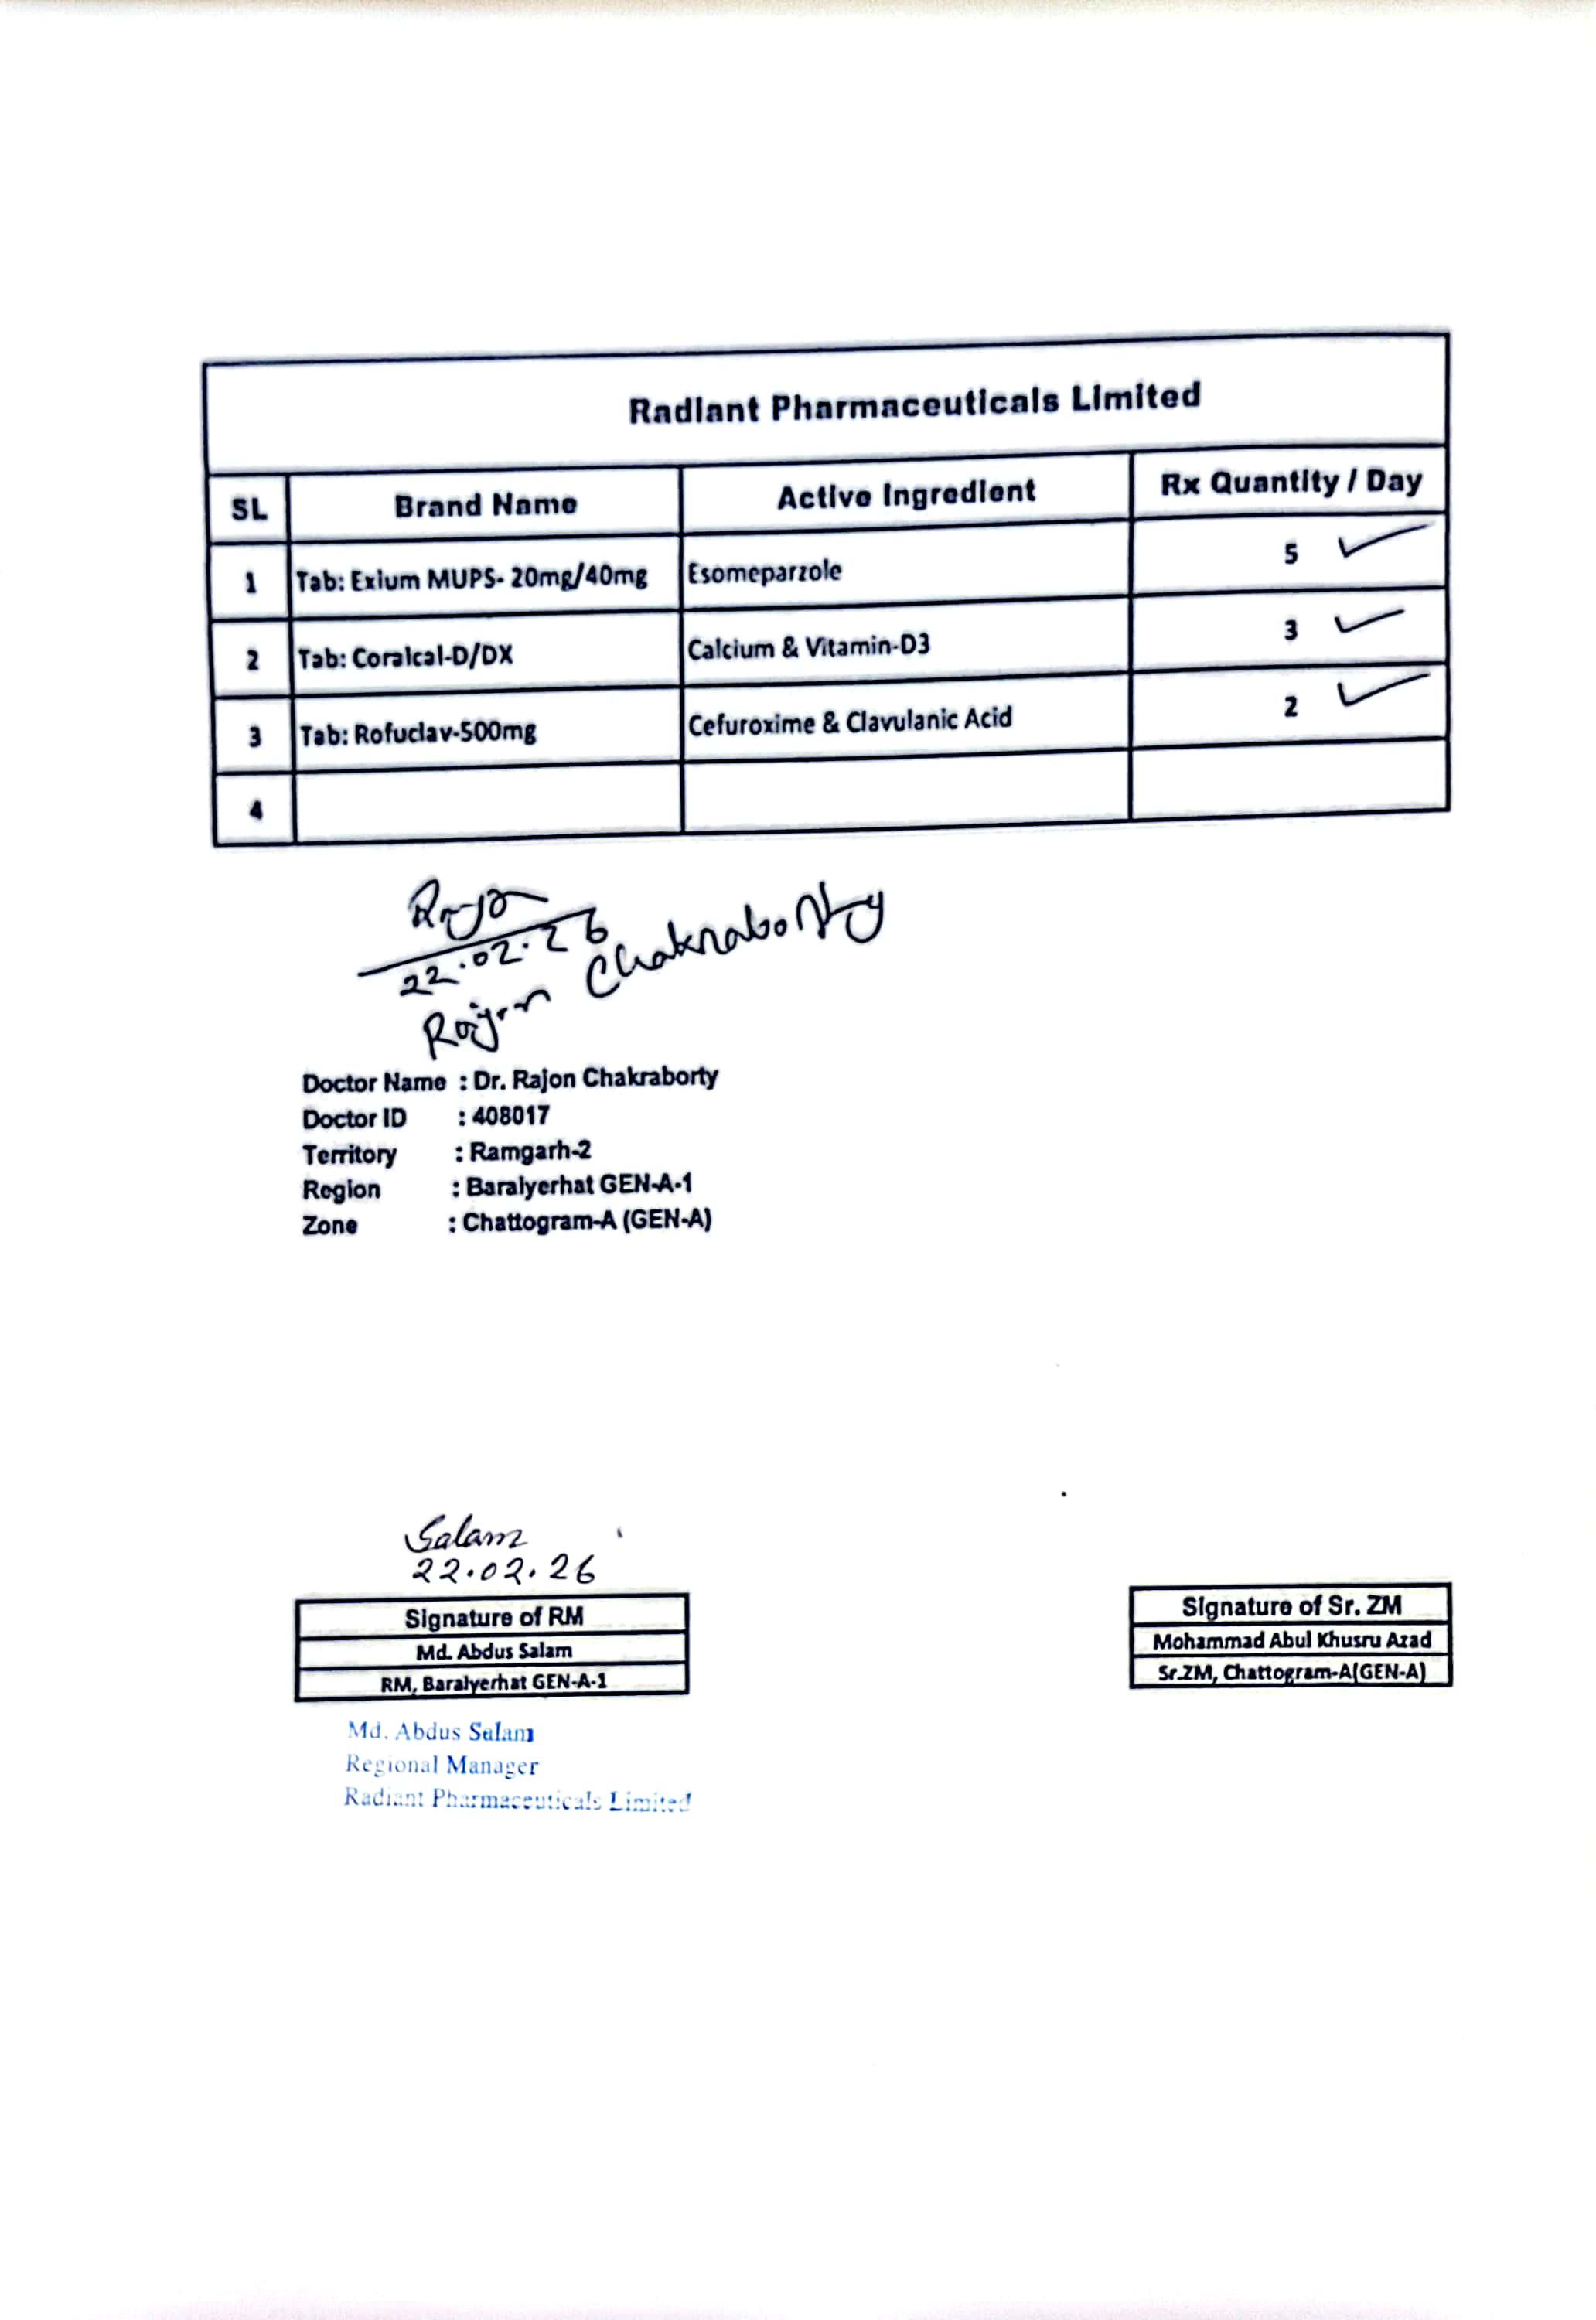 Radiant Pharmaceuticals Limited
SL Brand Name Active Ingredient Rx Quantity / Day
1 Tab: Exium MUPS- 20mg/40mg Esomeparzole 5 ✓
2 Tab: Coralcal-D/DX Calcium & Vitamin-D3 3 ✓
3 Tab: Rofuclav-500mg Cefuroxime & Clavulanic Acid 2 ✓
4
Rajon
22.02.26
Rajon Chakraborty
Doctor Name : Dr. Rajon Chakraborty
Doctor ID : 408017
Territory : Ramgarh-2
Region : Baraiyerhat GEN-A-1
Zone : Chattogram-A (GEN-A)
Salam
22.02.26
Signature of RM
Md. Abdus Salam
RM, Baraiyerhat GEN-A-1
Md. Abdus Salam
Regional Manager
Radiant Pharmaceuticals Limited
Signature of Sr. ZM
Mohammad Abul Khusru Azad
Sr.ZM, Chattogram-A(GEN-A)